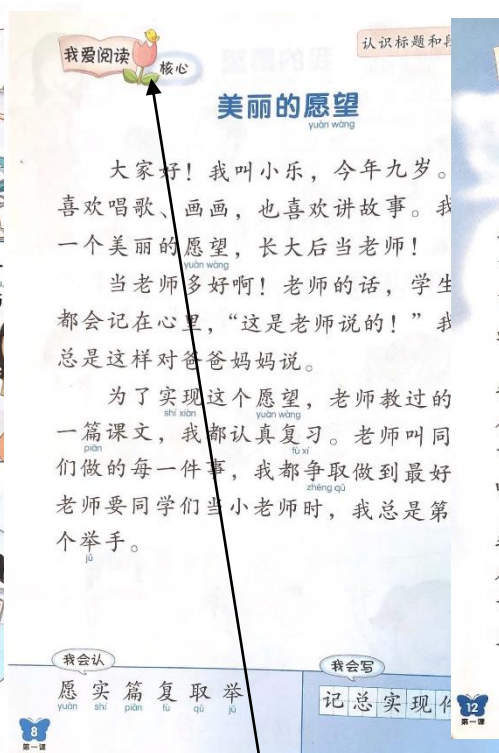 我爱阅读
核心
认识标题和段
美丽的愿望
yuàn wàng
大家好！我叫小乐，今年九岁。
喜欢唱歌、画画，也喜欢讲故事。我
一个美丽的愿望，长大后当老师！
yuàn wàng
当老师多好啊！老师的话，学生
都会记在心里，“这是老师说的！”我
总是这样对爸爸妈妈说。
为了实现这个愿望，老师教过的
shí xiàn yuàn wàng
一篇课文，我都认真复习。老师叫同
piān fù xí
们做的每一件事，我都争取做到最好
zhēng qǔ
老师要同学们当小老师时，我总是第
个举手。
jǔ
我会认
愿 实 篇 复 取 举
yuàn shí piān fù qǔ jǔ
我会写
记 总 实 现 件
8
第一课
12
第一课